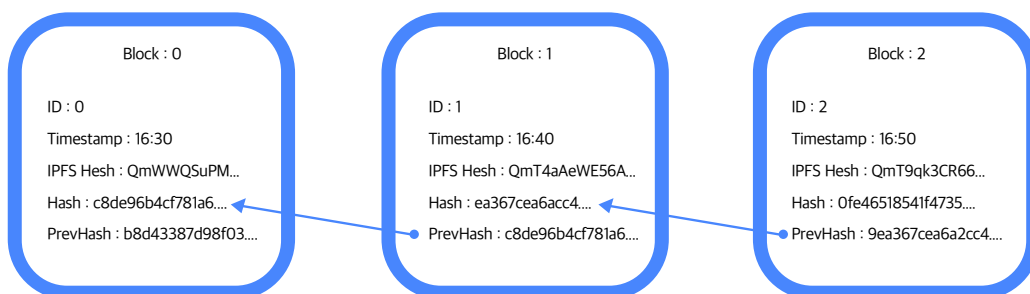 Block : 0
ID : 0
Timestamp : 16:30
IPFS Hesh : QmWWQSuPM...
Hash : c8de96b4cf781a6....
PrevHash : b8d43387d98f03....
Block : 1
ID : 1
Timestamp : 16:40
IPFS Hesh : QmT4aAeWE56A...
Hash : ea367cea6acc4....
PrevHash : c8de96b4cf781a6....
Block : 2
ID : 2
Timestamp : 16:50
IPFS Hesh : QmT9qk3CR66...
Hash : 0fe46518541f4735....
PrevHash : 9ea367cea6a2cc4....